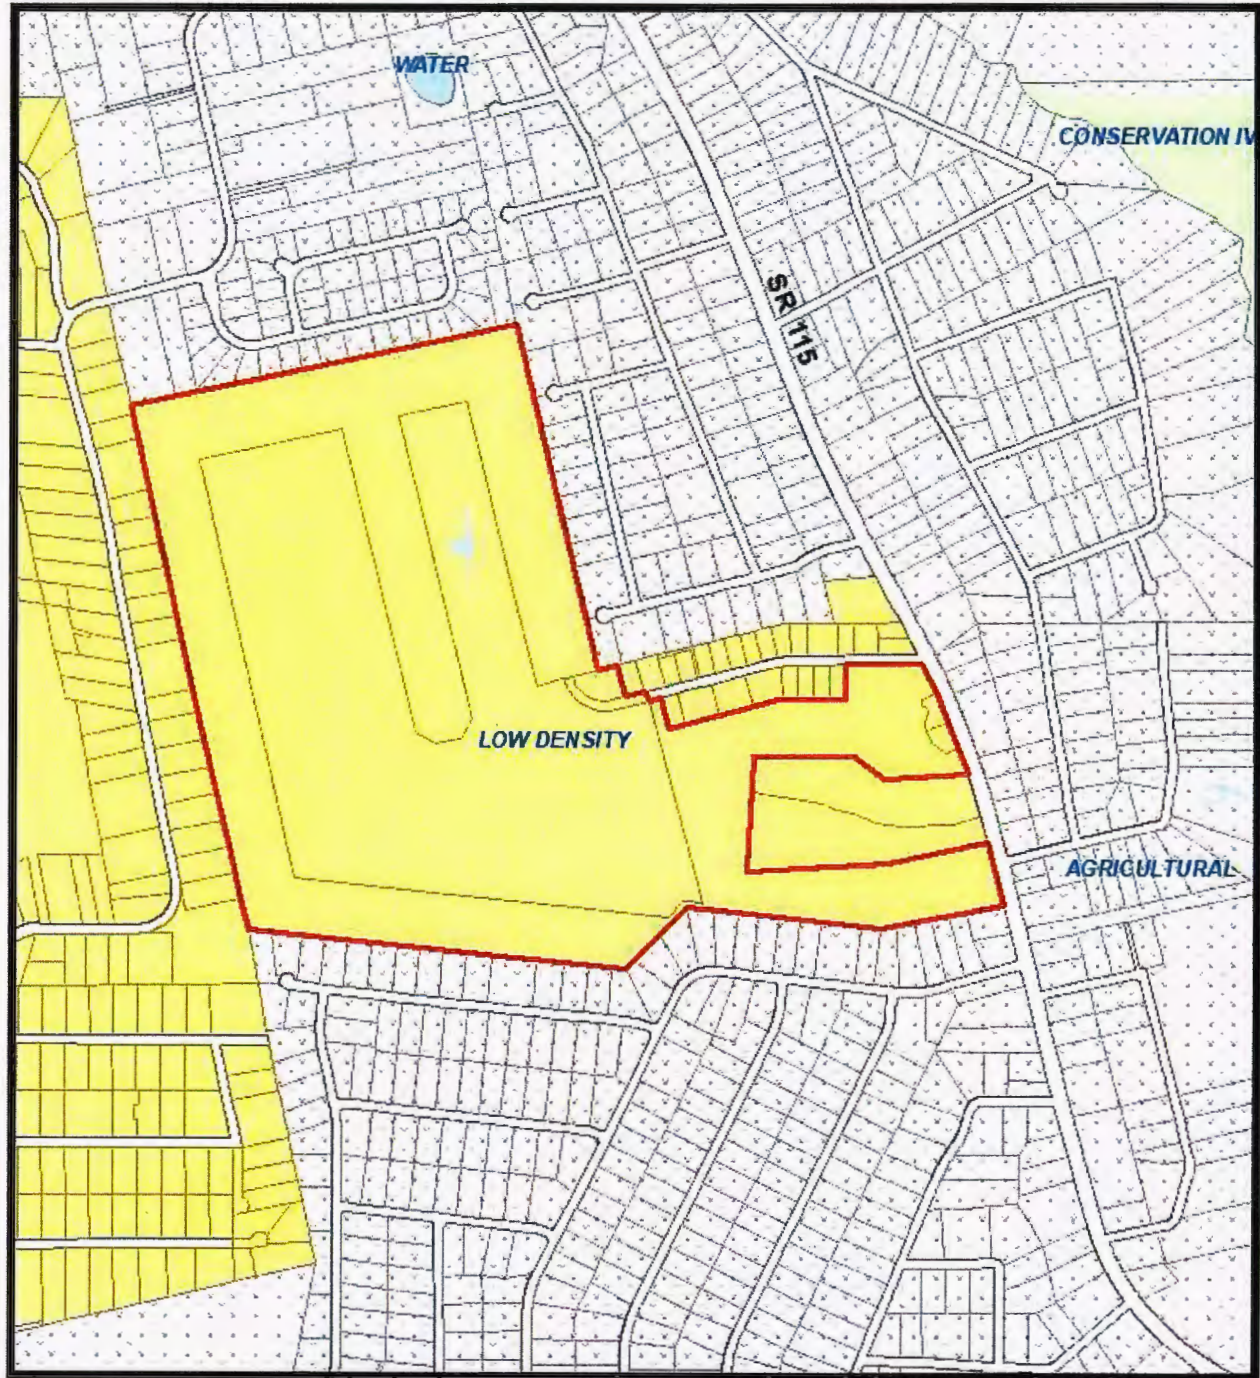 WATER
CONSERVATION IV
SR 115
LOW DENSITY
AGRICULTURAL